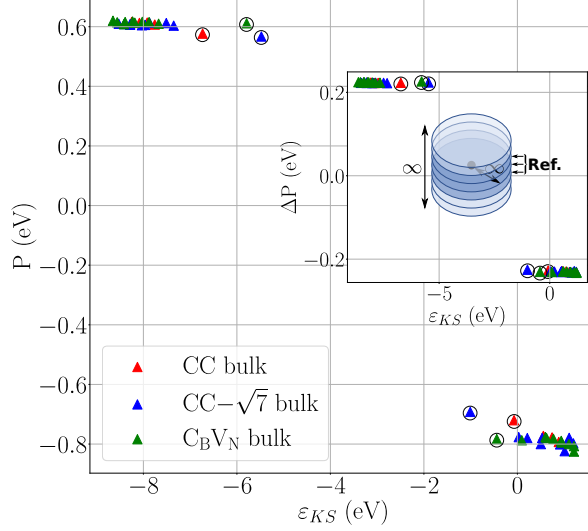 0.6
0.4
0.2
0.0
−0.2
−0.4
−0.6
−0.8
P (eV)
−8
−6
−4
−2
0
ε_KS (eV)
CC bulk
CC−√7 bulk
C_BV_N bulk
0.2
0.0
−0.2
ΔP (eV)
∞
∞
Ref.
−5
0
ε_KS (eV)